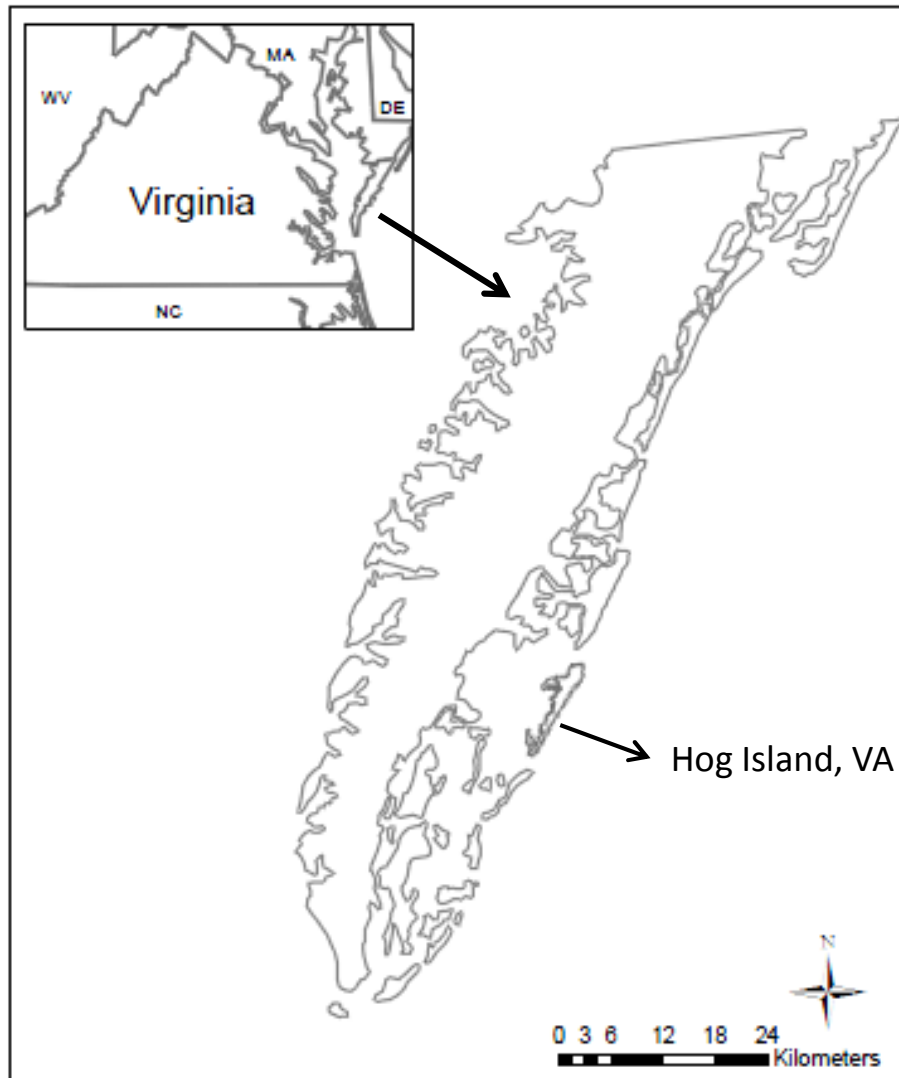 MA
WV
DE
Virginia
NC
Hog Island, VA
N
0 3 6 12 18 24
Kilometers